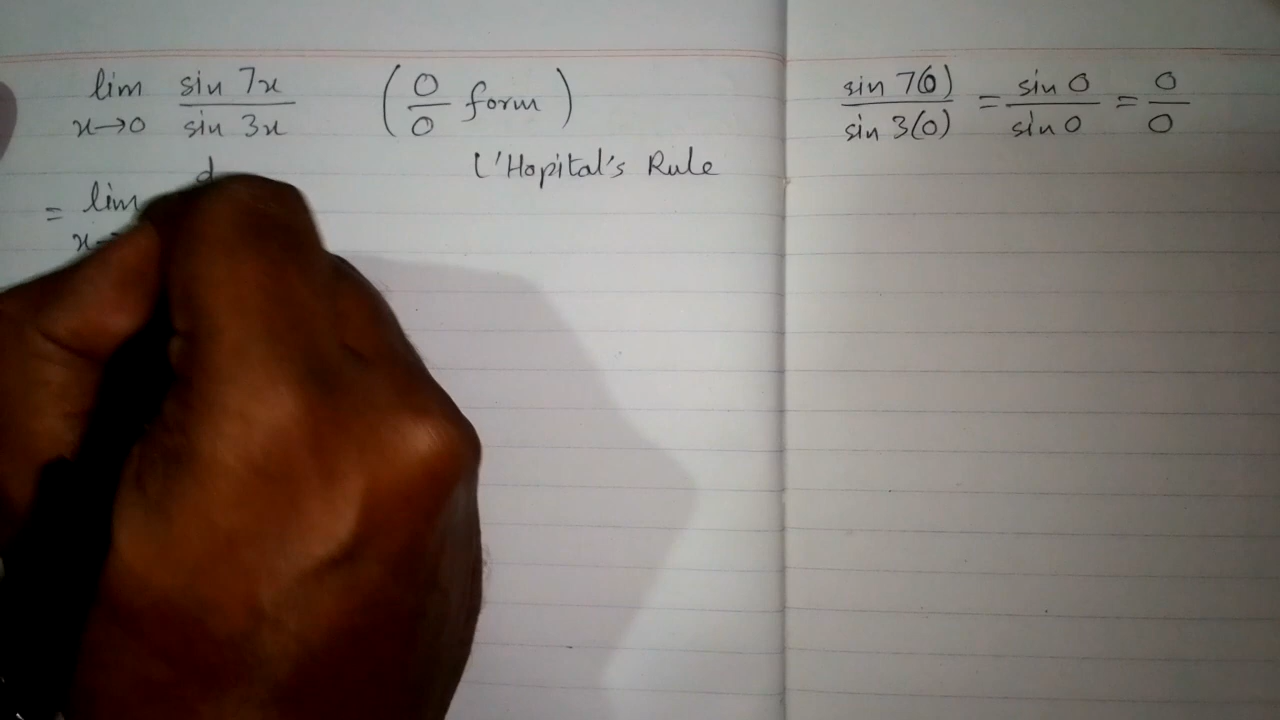 lim sin 7x / sin 3x (0/0 form)
x→0
L'Hopital's Rule
d
= lim
x→
sin 7(0) / sin 3(0) = sin 0 / sin 0 = 0/0